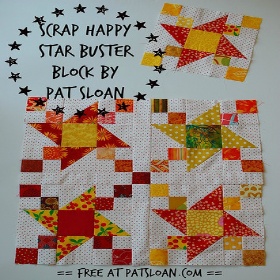 SCRAP HAPPY
STAR BUSTER
BLOCK BY
PAT SLOAN
== FREE AT PATSLOAN.COM ==